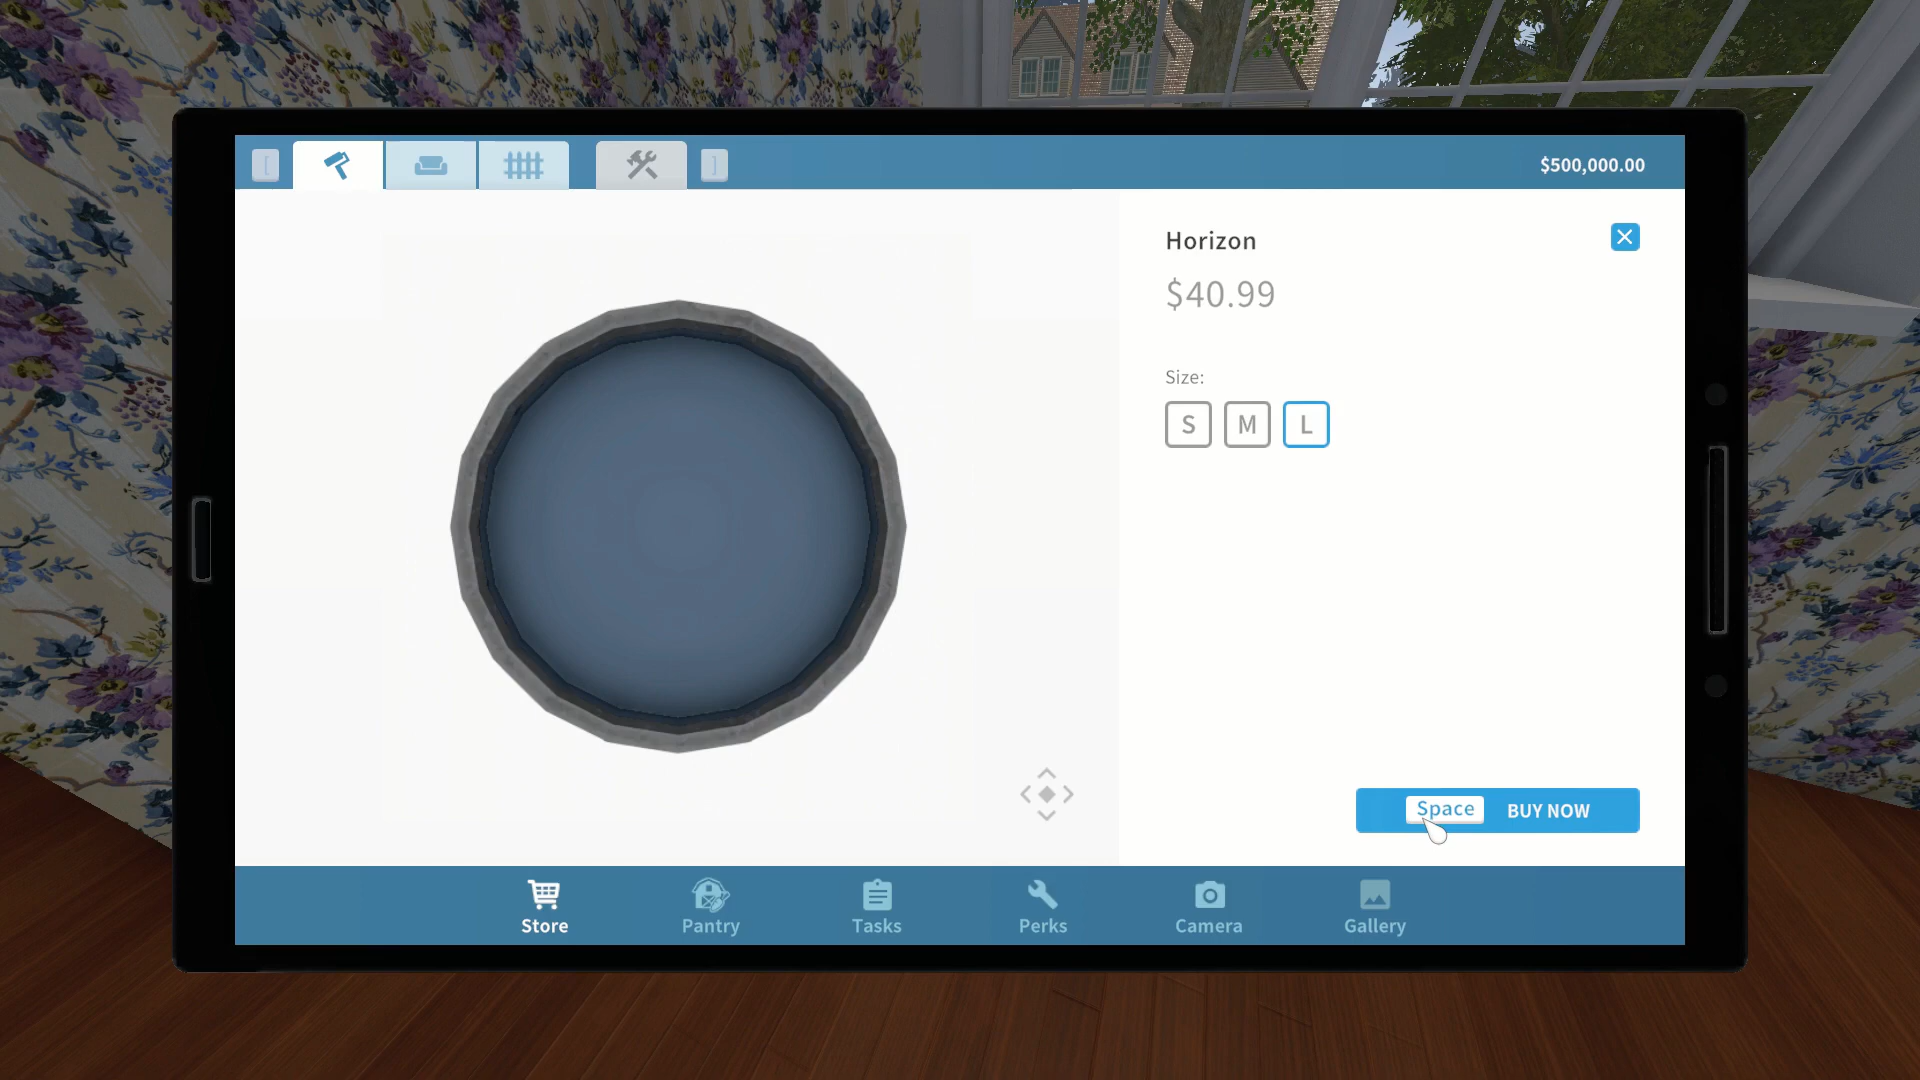 [
]
$500,000.00
Horizon
$40.99
Size:
S M L
Space BUY NOW
Store Pantry Tasks Perks Camera Gallery